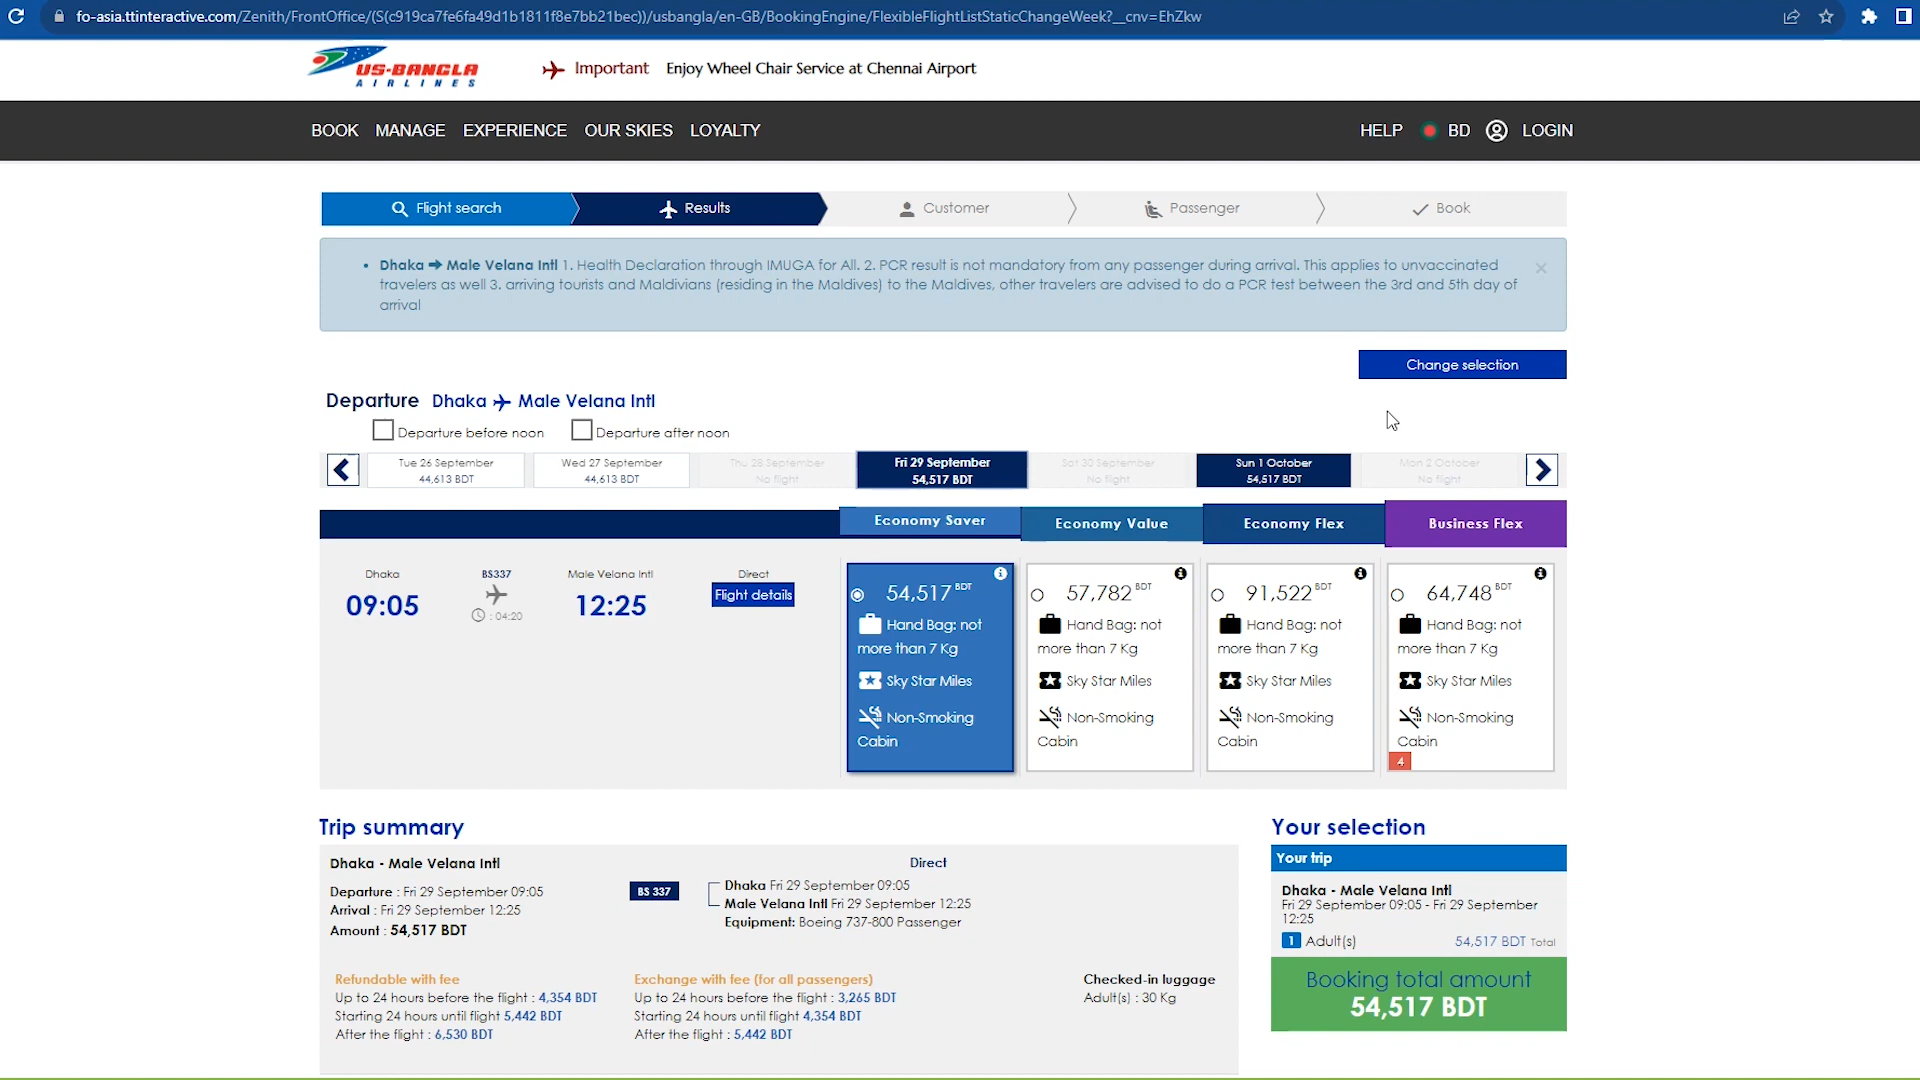 fo-asia.ttinteractive.com/Zenith/FrontOffice/(S(c919ca7fe6fa49d1b1811f8e7bb21bec))/usbangla/en-GB/BookingEngine/FlexibleFlightListStaticChangeWeek?__cnv=EhZkw
US-BANGLA
AIRLINES
Important Enjoy Wheel Chair Service at Chennai Airport
BOOK MANAGE EXPERIENCE OUR SKIES LOYALTY HELP BD LOGIN
Flight search Results Customer Passenger Book
• Dhaka ➔ Male Velana Intl 1. Health Declaration through IMUGA for All. 2. PCR result is not mandatory from any passenger during arrival. This applies to unvaccinated
travelers as well 3. arriving tourists and Maldivians (residing in the Maldives) to the Maldives, other travelers are advised to do a PCR test between the 3rd and 5th day of
arrival
×
Change selection
Departure Dhaka Male Velana Intl
Departure before noon Departure after noon
Tue 26 September Wed 27 September Thu 28 September Fri 29 September Sat 30 September Sun 1 October Mon 2 October
44,613 BDT 44,613 BDT No flight 54,517 BDT No flight 54,517 BDT No flight
Economy Saver Economy Value Economy Flex Business Flex
Dhaka BS337 Male Velana Intl Direct
09:05 12:25 Flight details
: 04:20
54,517 BDT 57,782 BDT 91,522 BDT 64,748 BDT
Hand Bag: not Hand Bag: not Hand Bag: not Hand Bag: not
more than 7 Kg more than 7 Kg more than 7 Kg more than 7 Kg
Sky Star Miles Sky Star Miles Sky Star Miles Sky Star Miles
Non-Smoking Non-Smoking Non-Smoking Non-Smoking
Cabin Cabin Cabin Cabin
4
Trip summary
Dhaka - Male Velana Intl Direct
Departure : Fri 29 September 09:05
Arrival : Fri 29 September 12:25
Amount : 54,517 BDT
BS 337
Dhaka Fri 29 September 09:05
Male Velana Intl Fri 29 September 12:25
Equipment: Boeing 737-800 Passenger
Refundable with fee
Up to 24 hours before the flight : 4,354 BDT
Starting 24 hours until flight 5,442 BDT
After the flight : 6,530 BDT
Exchange with fee (for all passengers)
Up to 24 hours before the flight : 3,265 BDT
Starting 24 hours until flight 4,354 BDT
After the flight : 5,442 BDT
Checked-in luggage
Adult(s) : 30 Kg
Your selection
Your trip
Dhaka - Male Velana Intl
Fri 29 September 09:05 - Fri 29 September
12:25
1 Adult(s) 54,517 BDT Total
Booking total amount
54,517 BDT